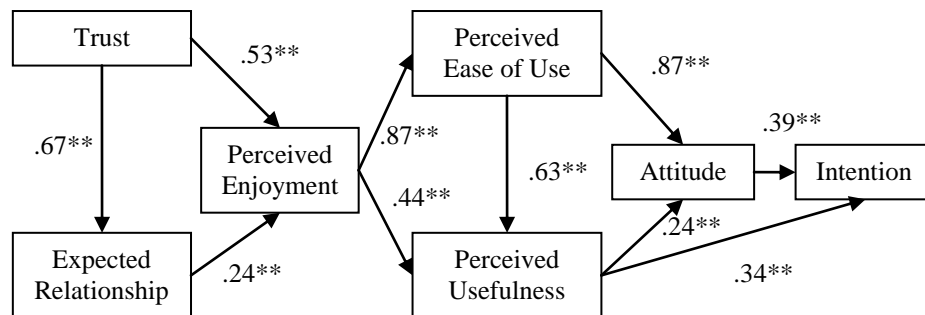 Trust
.53**
.67**
Expected
Relationship
.24**
Perceived
Enjoyment
.87**
.44**
Perceived
Ease of Use
.63**
Perceived
Usefulness
.87**
.24**
.34**
Attitude
.39**
Intention